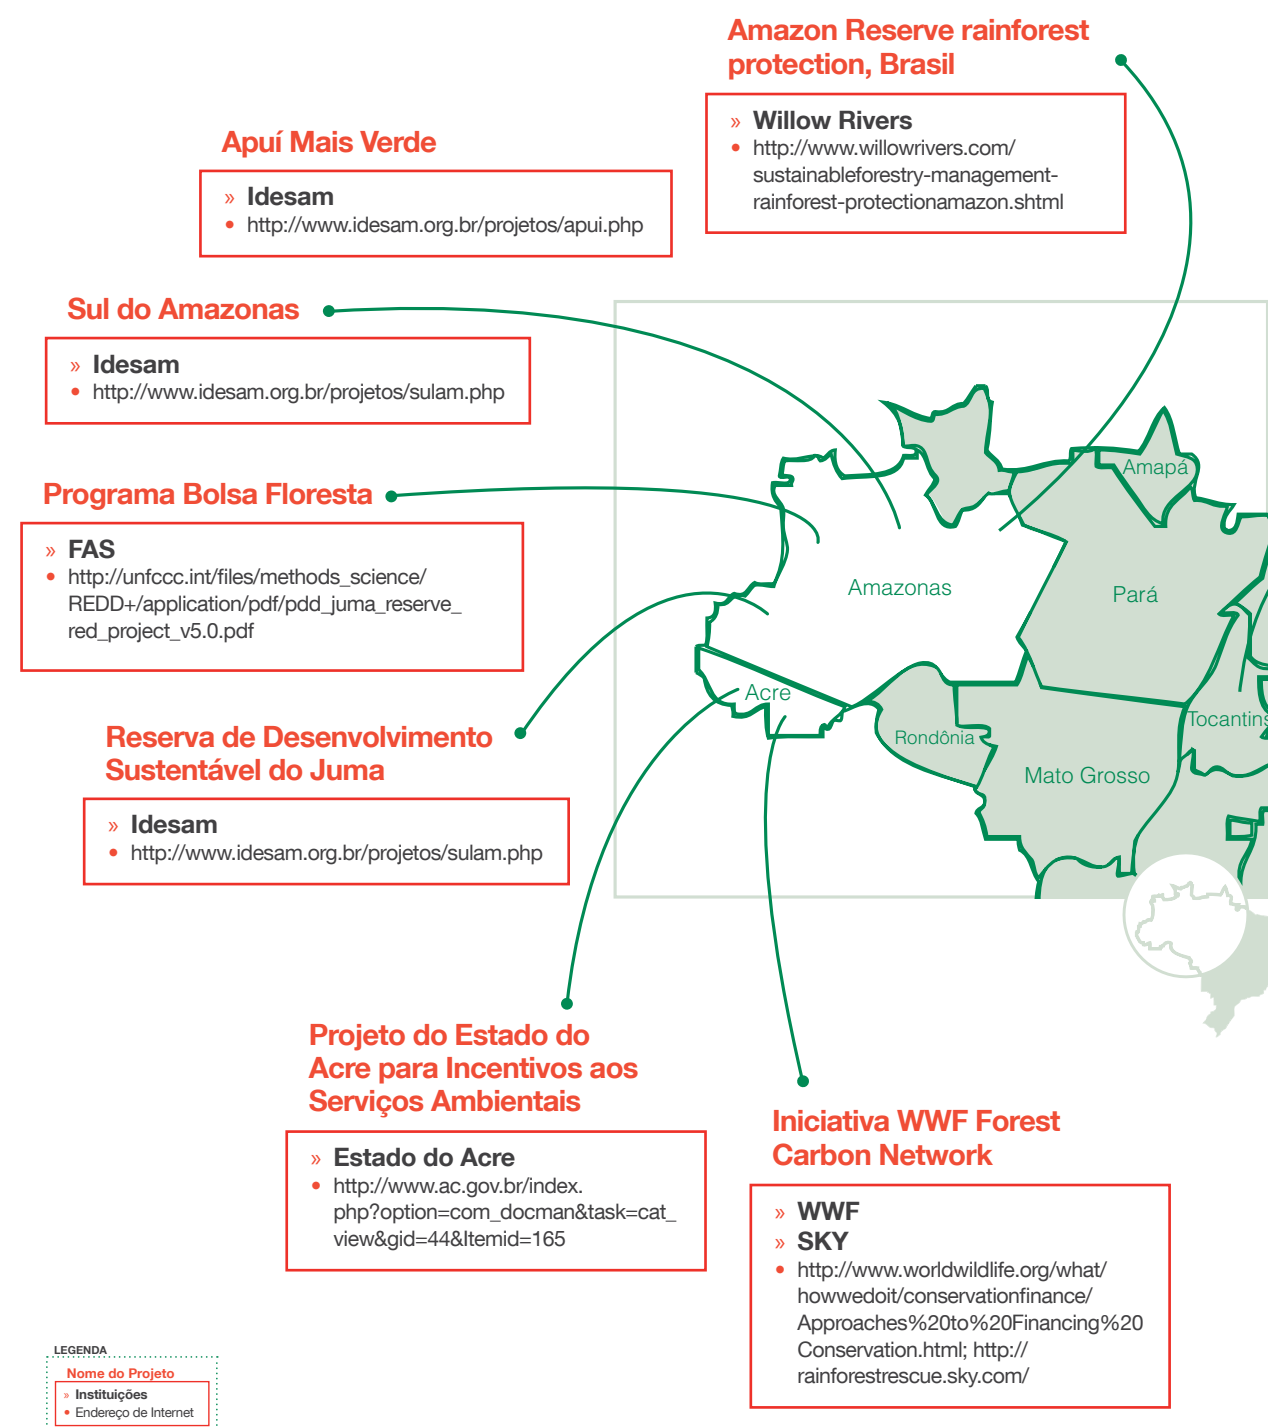 Amazon Reserve rainforest
protection, Brasil
» Willow Rivers
• http://www.willowrivers.com/
sustainableforestry-management-
rainforest-protectionamazon.shtml
Apuí Mais Verde
» Idesam
• http://www.idesam.org.br/projetos/apui.php
Sul do Amazonas
» Idesam
• http://www.idesam.org.br/projetos/sulam.php
Programa Bolsa Floresta
» FAS
• http://unfccc.int/files/methods_science/
REDD+/application/pdf/pdd_juma_reserve_
red_project_v5.0.pdf
Reserva de Desenvolvimento
Sustentável do Juma
» Idesam
• http://www.idesam.org.br/projetos/sulam.php
Amapá
Amazonas
Pará
Acre
Rondônia
Tocantins
Mato Grosso
Projeto do Estado do
Acre para Incentivos aos
Serviços Ambientais
» Estado do Acre
• http://www.ac.gov.br/index.
php?option=com_docman&task=cat_
view&gid=44&Itemid=165
Iniciativa WWF Forest
Carbon Network
» WWF
» SKY
• http://www.worldwildlife.org/what/
howwedoit/conservationfinance/
Approaches%20to%20Financing%20
Conservation.html; http://
rainforestrescue.sky.com/
LEGENDA
Nome do Projeto
» Instituições
• Endereço de Internet